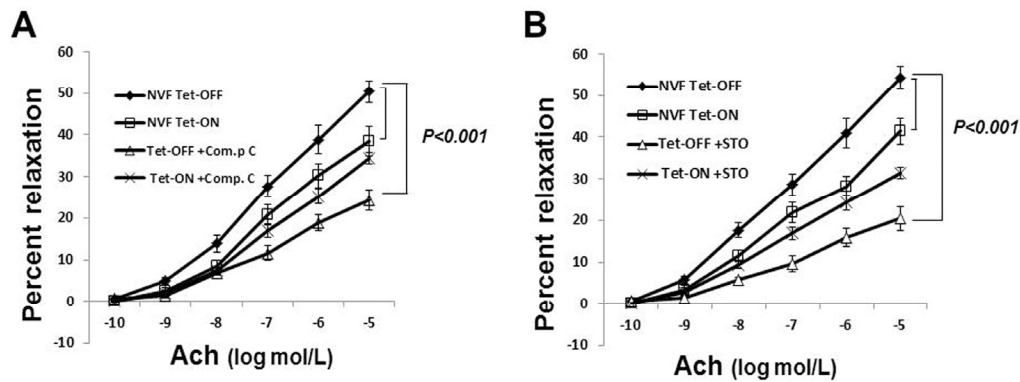 A
Percent relaxation
60
50
40
30
20
10
0
-10
NVF Tet-OFF
NVF Tet-ON
Tet-OFF +Com.p C
Tet-ON +Comp. C
P<0.001
-10 -9 -8 -7 -6 -5
Ach (log mol/L)
B
Percent relaxation
60
50
40
30
20
10
0
-10
NVF Tet-OFF
NVF Tet-ON
Tet-OFF +STO
Tet-ON +STO
P<0.001
-10 -9 -8 -7 -6 -5
Ach (log mol/L)